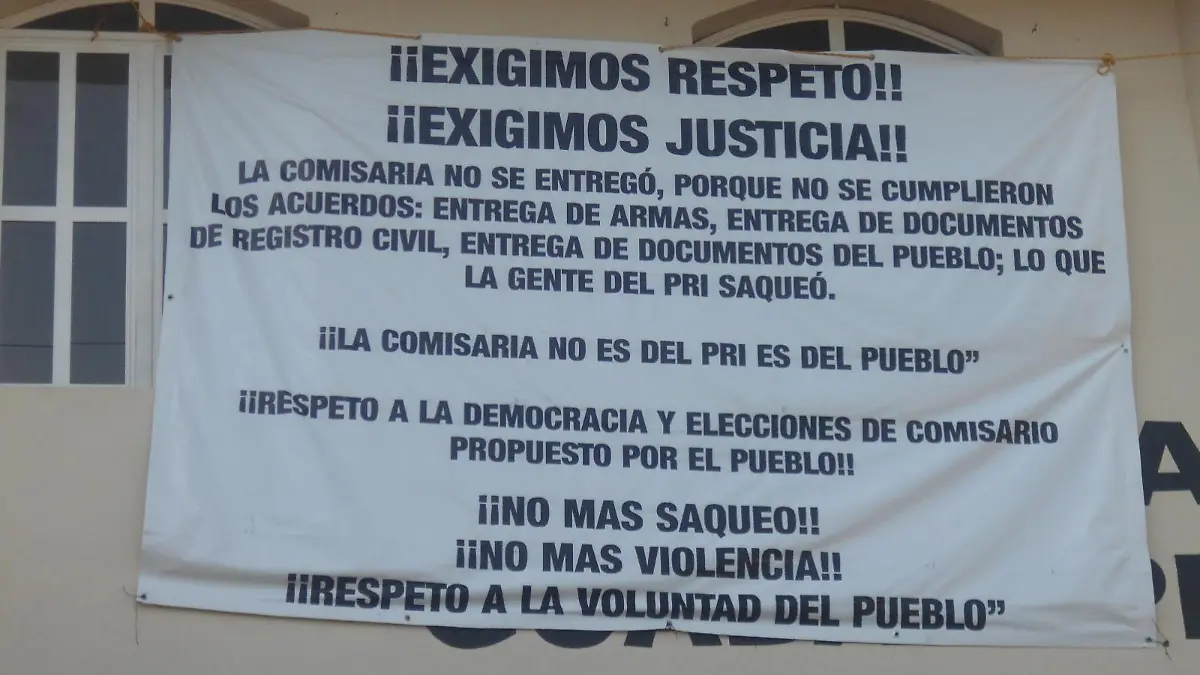 ¡¡EXIGIMOS RESPETO!!
¡¡EXIGIMOS JUSTICIA!!
LA COMISARIA NO SE ENTREGÓ, PORQUE NO SE CUMPLIERON
LOS ACUERDOS: ENTREGA DE ARMAS, ENTREGA DE DOCUMENTOS
DE REGISTRO CIVIL, ENTREGA DE DOCUMENTOS DEL PUEBLO; LO QUE
LA GENTE DEL PRI SAQUEÓ.
¡¡LA COMISARIA NO ES DEL PRI ES DEL PUEBLO”
¡¡RESPETO A LA DEMOCRACIA Y ELECCIONES DE COMISARIO
PROPUESTO POR EL PUEBLO!!
¡¡NO MAS SAQUEO!!
¡¡NO MAS VIOLENCIA!!
¡¡RESPETO A LA VOLUNTAD DEL PUEBLO”